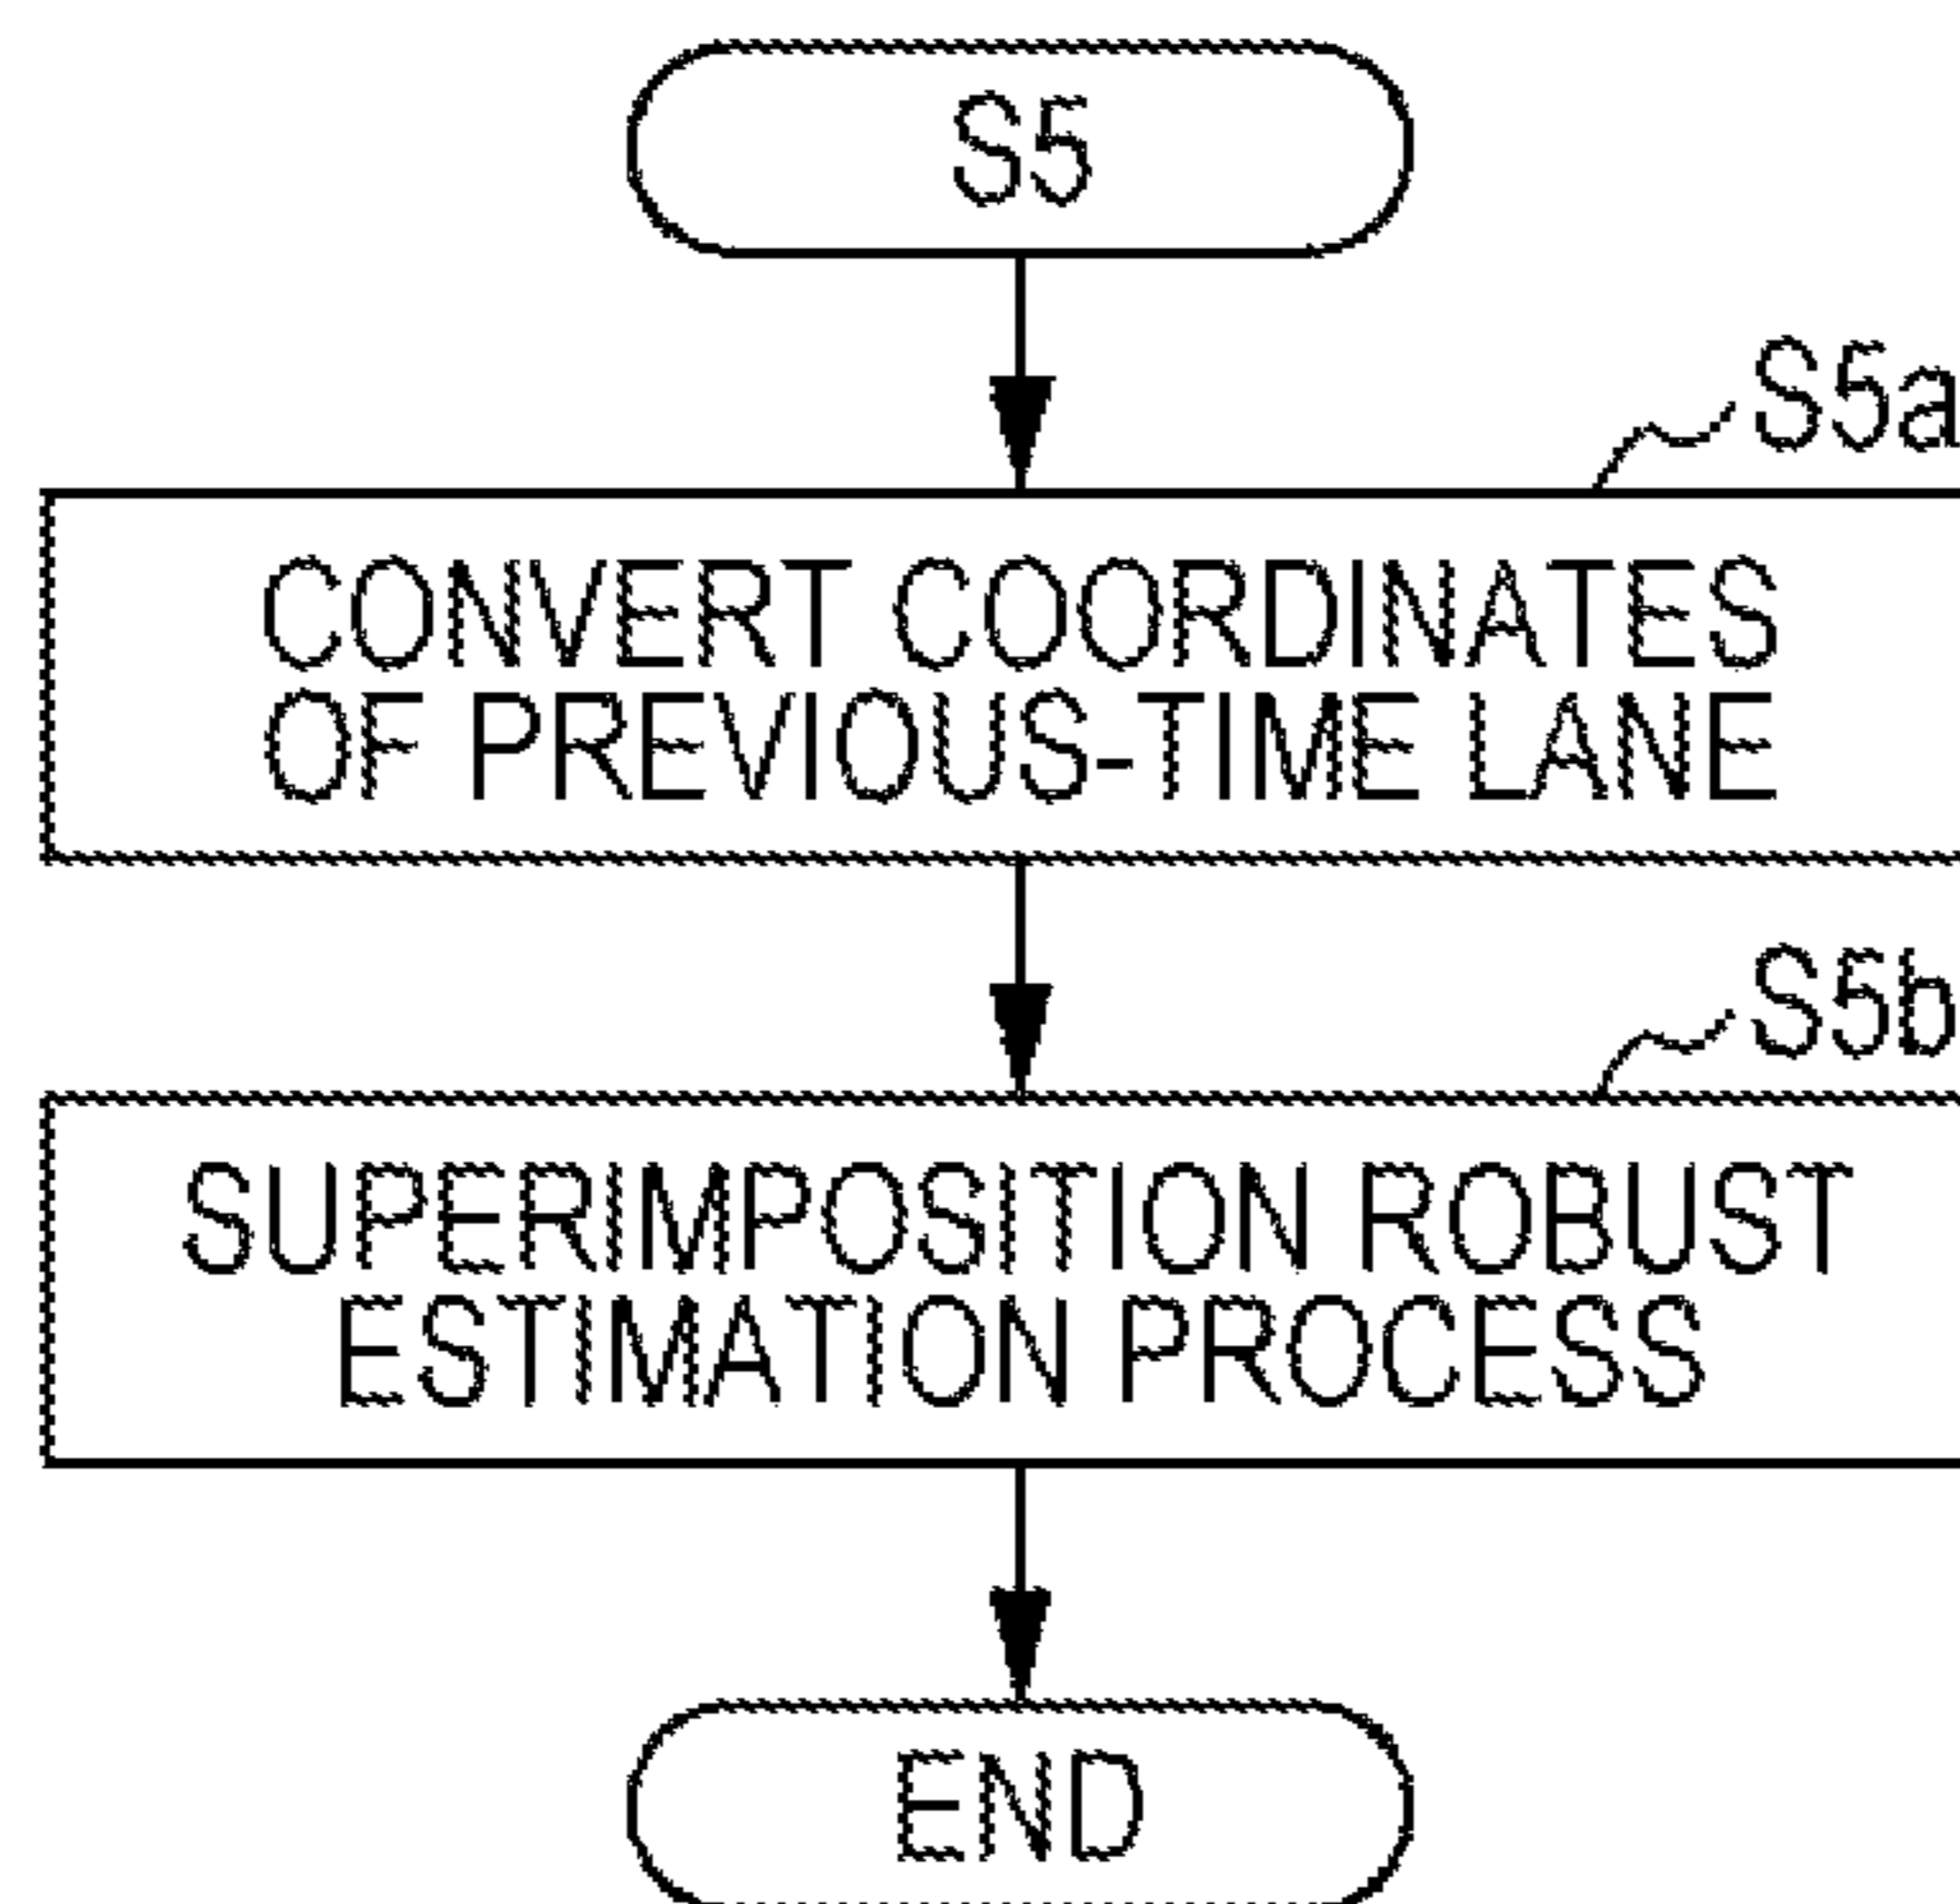 S5
S5a
CONVERT COORDINATES
OF PREVIOUS-TIME LANE
S5b
SUPERIMPOSITION ROBUST
ESTIMATION PROCESS
END